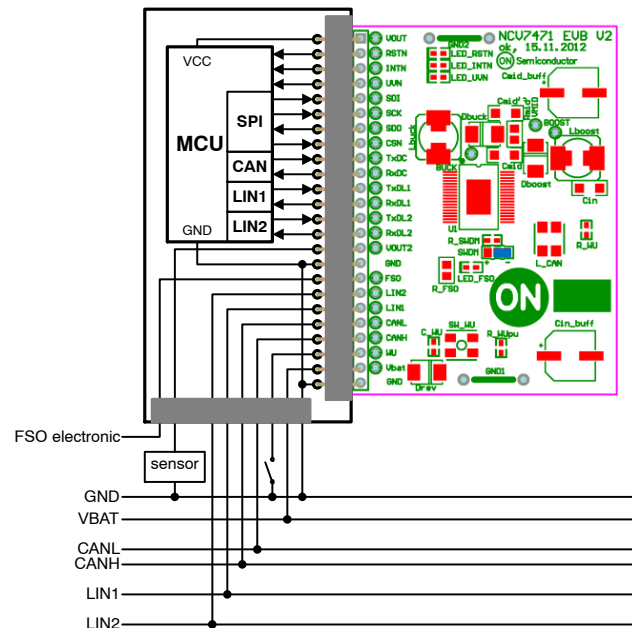 NCV7471 EVB V2
ok, 15.11.2012
ON Semiconductor
GND2
LED_RSTN
LED_INTN
LED_UVN
VCC
MCU
SPI
CAN
LIN1
LIN2
GND
VOUT
RSTN
INTN
UVN
SDI
SCK
SDO
CSN
TxDC
RxDC
TxDL1
RxDL1
TxDL2
RxDL2
VOUT2
GND
FSO
LIN2
LIN1
CANL
CANH
WU
Vbat
GND
Cmid_buff
Cmid
VMID
BOOST
Dbuck
Lbuck
Lboost
BUCK
Cmid
Dboost
Cin
U1
R_SWDM
SWDM
+ -
R_FSO
LED_FSO
L_CAN
R_WU
ON
Cin_buff
C_WU
SW_WU
R_WUpu
+
Drev
GND1
FSO electronic
sensor
GND
VBAT
CANL
CANH
LIN1
LIN2